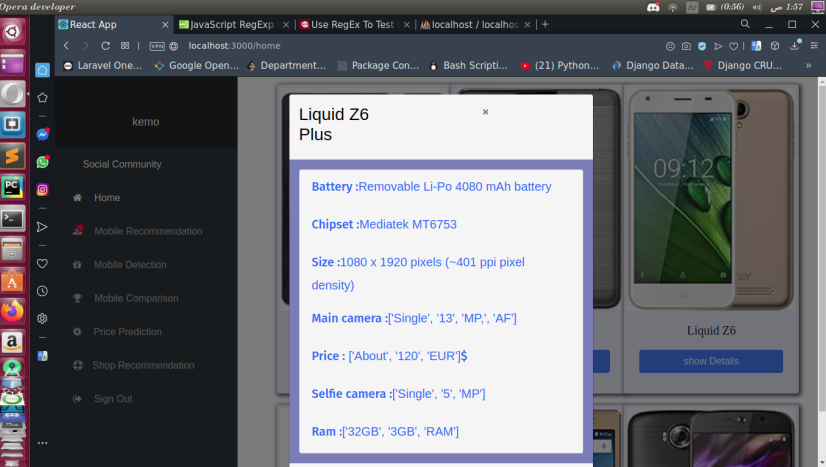 Opera developer
Ar
(0:56)
1:57 ص
React App
JavaScript RegExp
Use RegEx To Test
localhost / localhos
VPN
localhost:3000/home
Laravel One...
Google Open...
Department...
Package Con...
Bash Scripti...
(21) Python...
Django Data...
Django CRU...
kemo
Social Community
Home
Mobile Recommendation
Mobile Detection
Mobile Comparison
Price Prediction
Shop Recommendation
Sign Out
Liquid Z6
Plus
Battery :Removable Li-Po 4080 mAh battery
Chipset :Mediatek MT6753
Size :1080 x 1920 pixels (~401 ppi pixel
density)
Main camera :['Single', '13', 'MP,', 'AF']
Price : ['About', '120', 'EUR']$
Selfie camera :['Single', '5', 'MP']
Ram :['32GB', '3GB', 'RAM']
09:12
acer
Liquid Z6
show Details